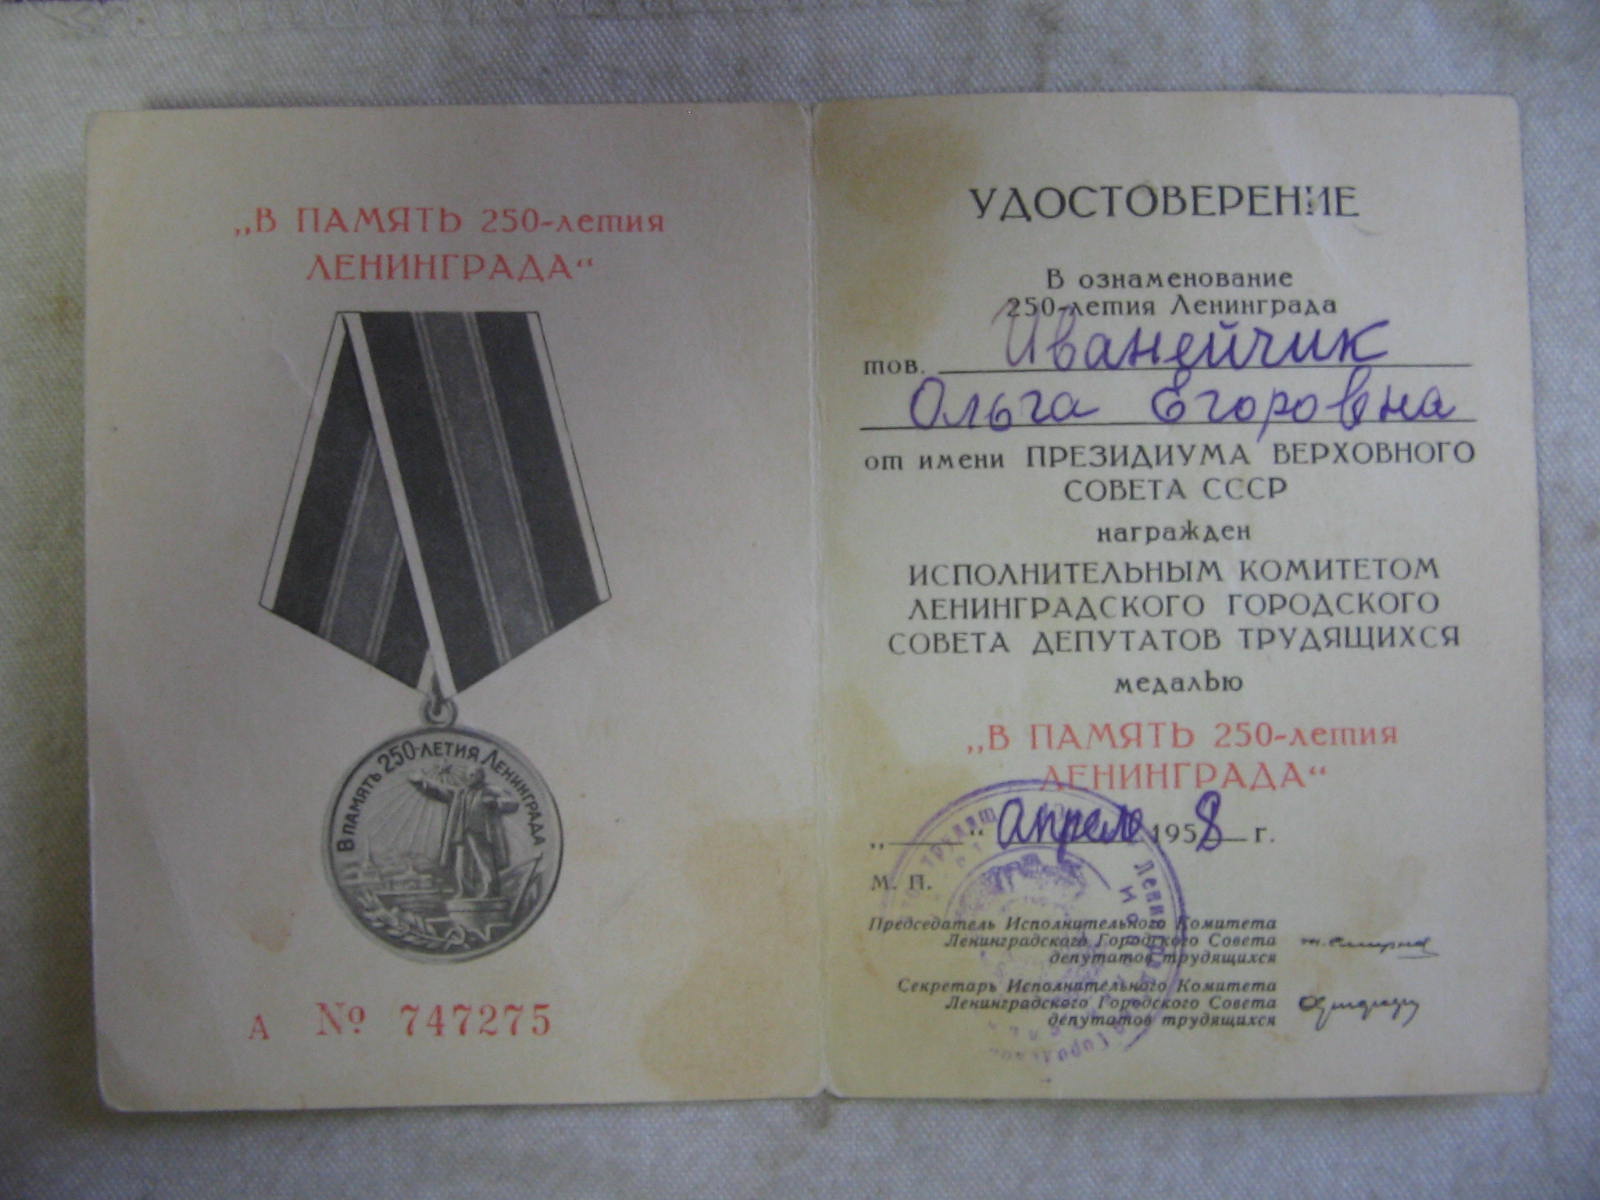 „В ПАМЯТЬ 250-летия
ЛЕНИНГРАДА“
В ПАМЯТЬ 250-ЛЕТИЯ ЛЕНИНГРАДА
А № 747275
УДОСТОВЕРЕНИЕ
В ознаменование
250-летия Ленинграда
тов. Иванейчик
Ольга Егоровна
от имени ПРЕЗИДИУМА ВЕРХОВНОГО
СОВЕТА СССР
награжден
ИСПОЛНИТЕЛЬНЫМ КОМИТЕТОМ
ЛЕНИНГРАДСКОГО ГОРОДСКОГО
СОВЕТА ДЕПУТАТОВ ТРУДЯЩИХСЯ
медалью
„В ПАМЯТЬ 250-летия
ЛЕНИНГРАДА“
„ “ апреля 1958 г.
М. П.
Председатель Исполнительного Комитета
Ленинградского Городского Совета
депутатов трудящихся
Секретарь Исполнительного Комитета
Ленинградского Городского Совета
депутатов трудящихся